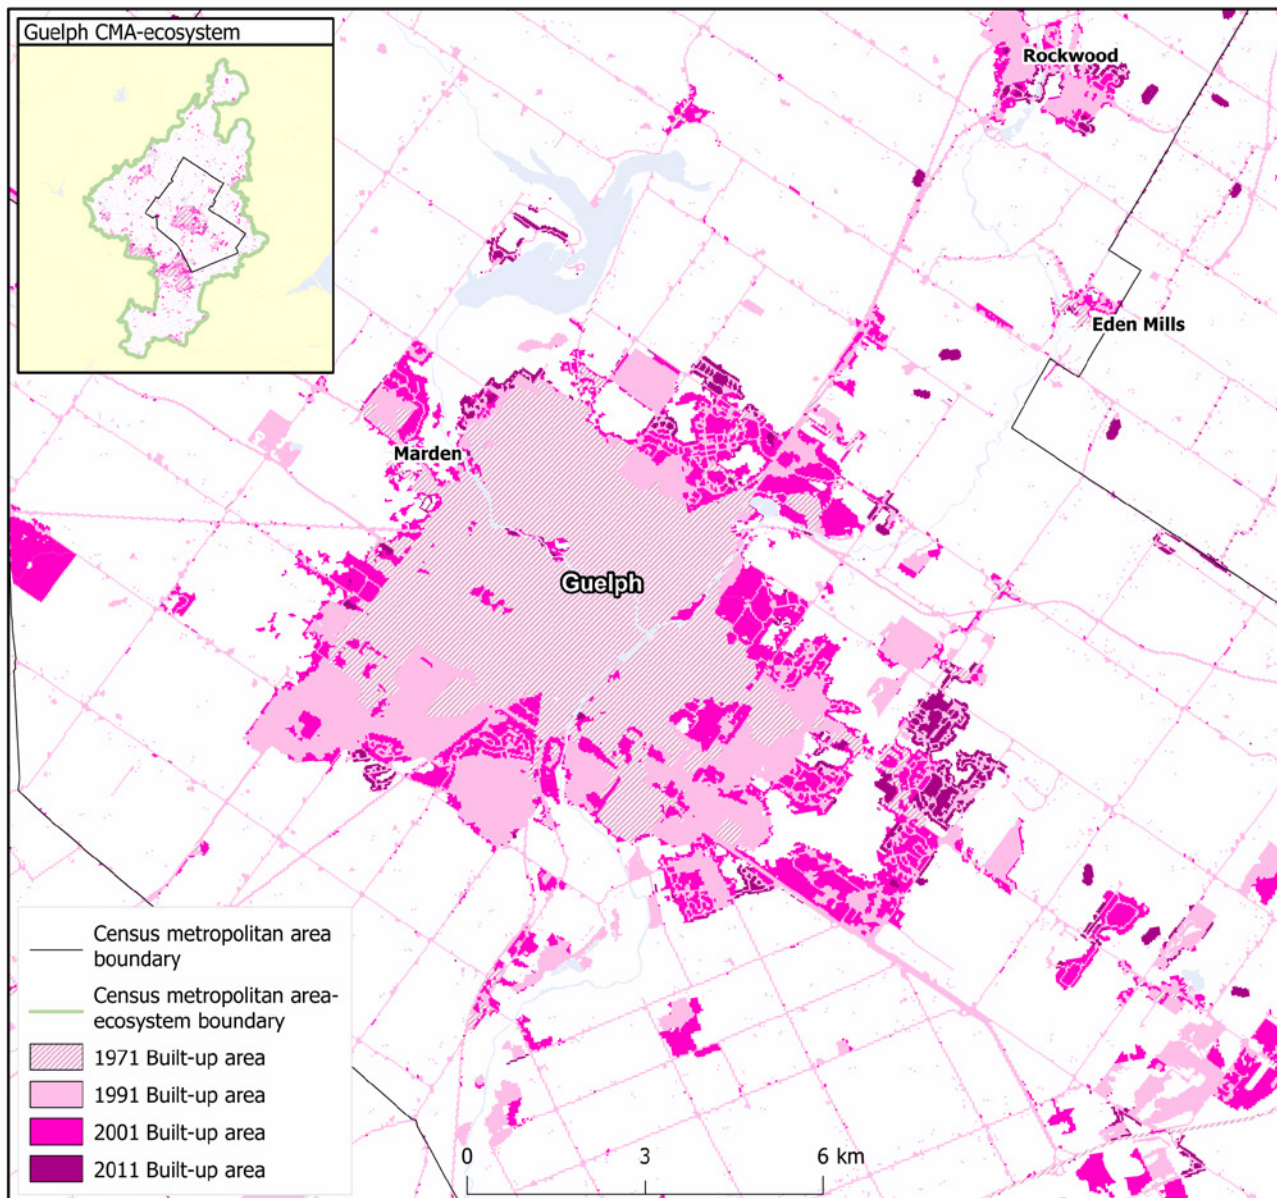 Guelph CMA-ecosystem
Rockwood
Eden Mills
Marden
Guelph
Census metropolitan area
boundary
Census metropolitan area-
ecosystem boundary
1971 Built-up area
1991 Built-up area
2001 Built-up area
2011 Built-up area
0 3 6 km